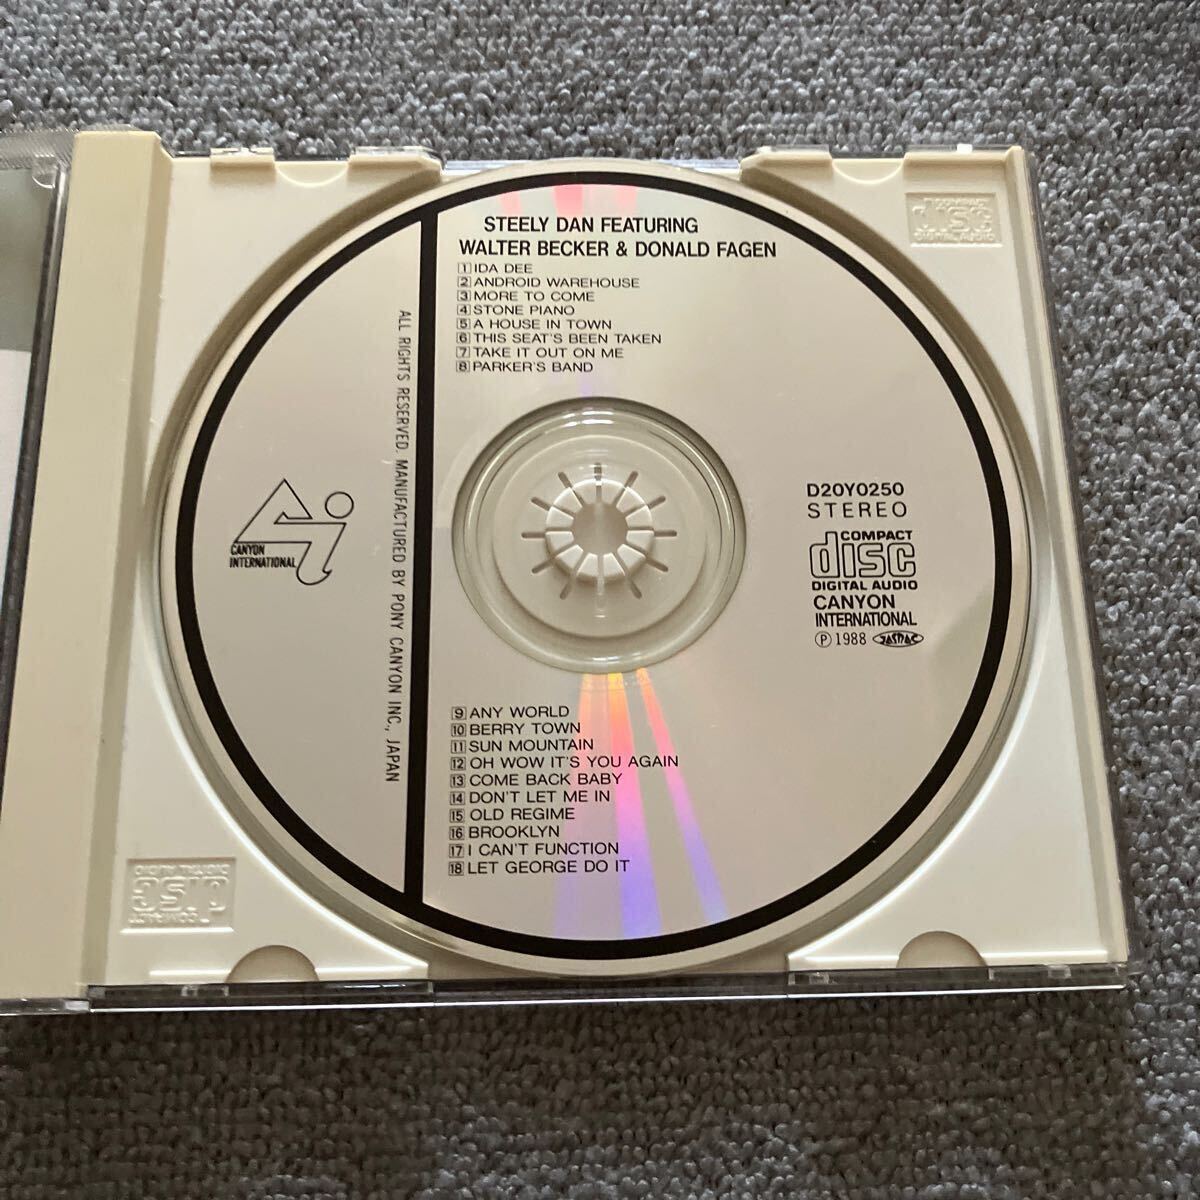 STEELY DAN FEATURING
WALTER BECKER & DONALD FAGEN
1 IDA DEE
2 ANDROID WAREHOUSE
3 MORE TO COME
4 STONE PIANO
5 A HOUSE IN TOWN
6 THIS SEAT'S BEEN TAKEN
7 TAKE IT OUT ON ME
8 PARKER'S BAND
ALL RIGHTS RESERVED. MANUFACTURED BY PONY CANYON INC., JAPAN
CANYON
INTERNATIONAL
D20Y0250
STEREO
COMPACT
disc
DIGITAL AUDIO
CANYON
INTERNATIONAL
Ⓟ 1988 JASRAC
9 ANY WORLD
10 BERRY TOWN
11 SUN MOUNTAIN
12 OH WOW IT'S YOU AGAIN
13 COME BACK BABY
14 DON'T LET ME IN
15 OLD REGIME
16 BROOKLYN
17 I CAN'T FUNCTION
18 LET GEORGE DO IT
COMPACT
disc
DIGITAL AUDIO
COMPACT
disc
DIGITAL AUDIO